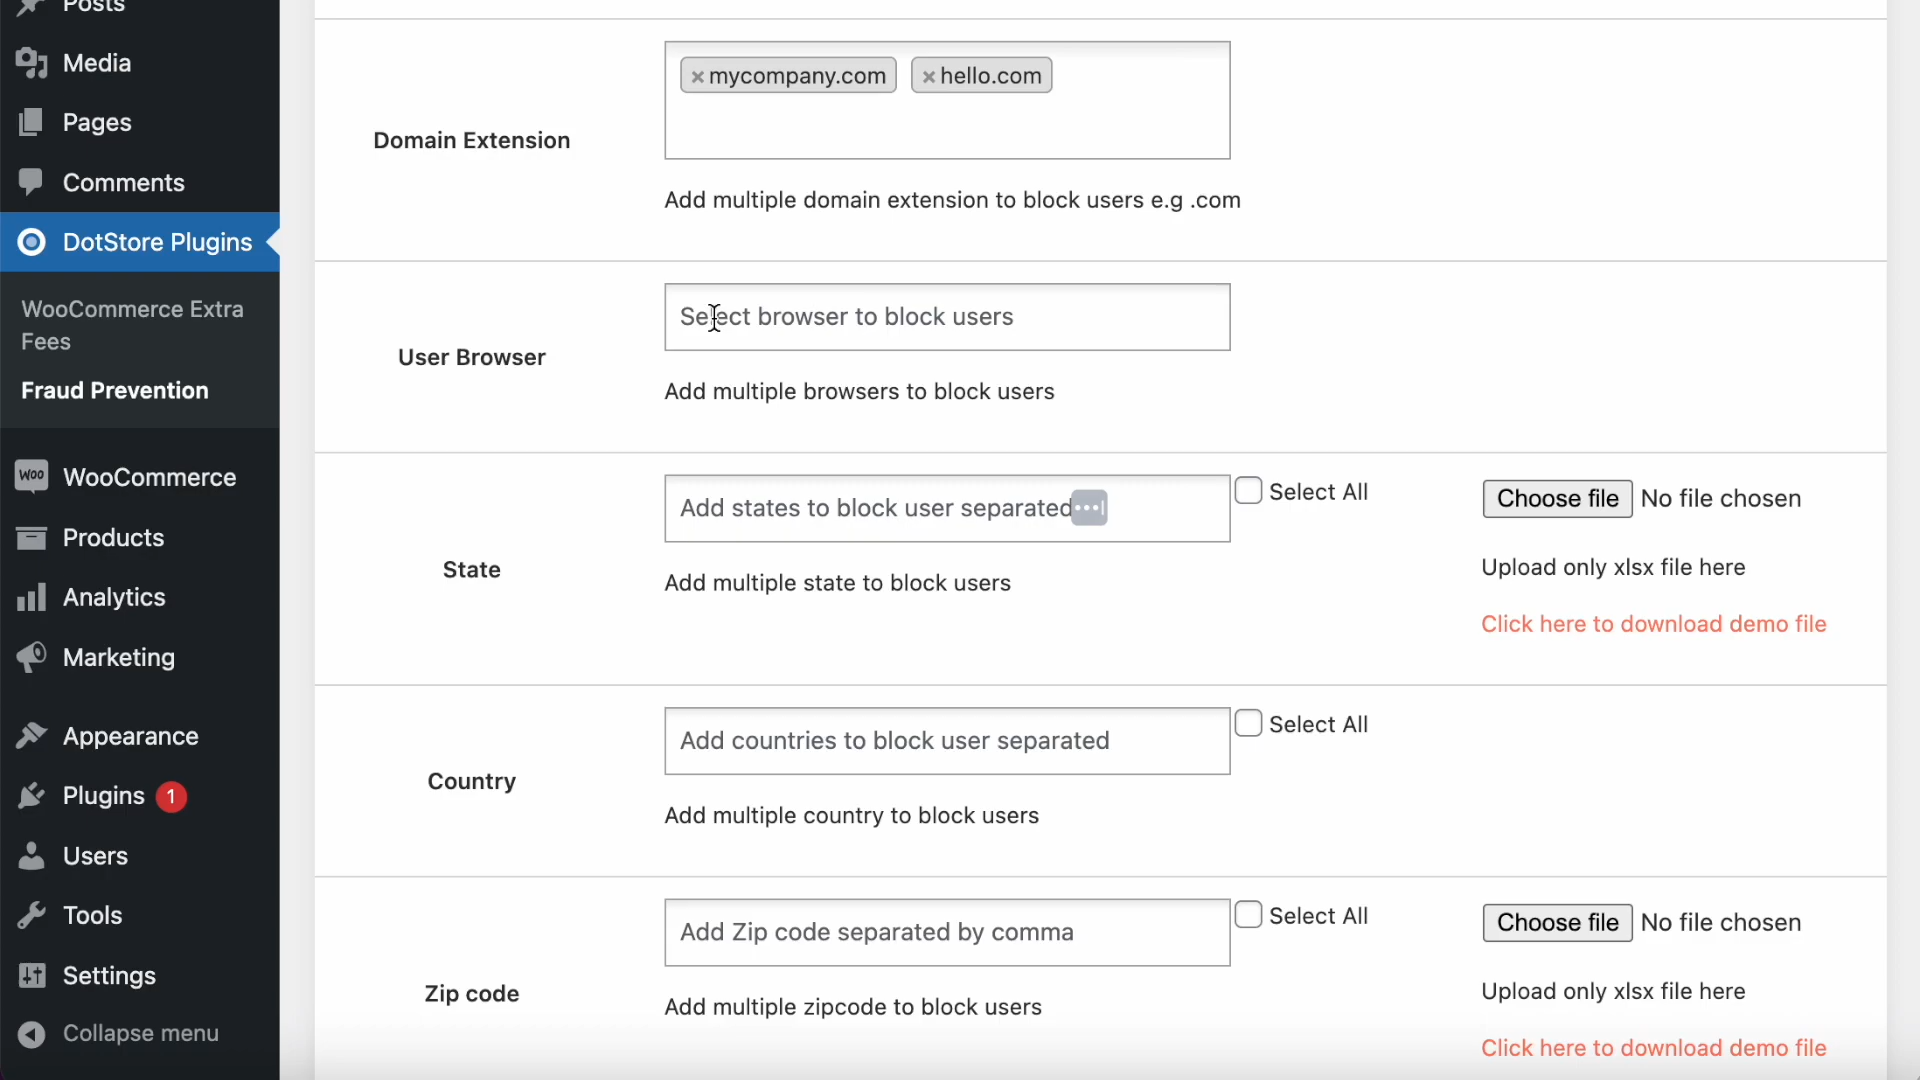 Posts
Media
Pages
Comments
DotStore Plugins
WooCommerce Extra
Fees
Fraud Prevention
Woo WooCommerce
Products
Analytics
Marketing
Appearance
Plugins 1
Users
Tools
Settings
Collapse menu
Domain Extension
×mycompany.com ×hello.com
Add multiple domain extension to block users e.g .com
User Browser
Select browser to block users
Add multiple browsers to block users
State
Add states to block user separated
Select All
Add multiple state to block users
Choose file No file chosen
Upload only xlsx file here
Click here to download demo file
Country
Add countries to block user separated
Select All
Add multiple country to block users
Zip code
Add Zip code separated by comma
Select All
Add multiple zipcode to block users
Choose file No file chosen
Upload only xlsx file here
Click here to download demo file